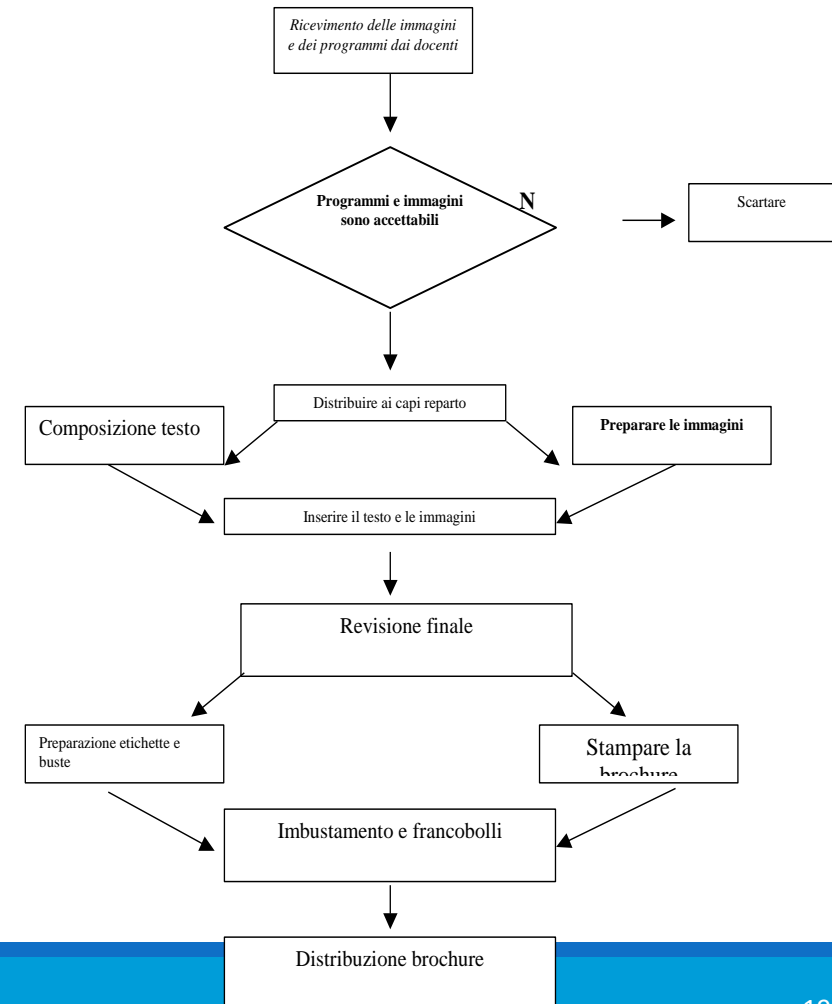 Ricevimento delle immagini
e dei programmi dai docenti
Programmi e immagini
sono accettabili
N
Scartare
Distribuire ai capi reparto
Composizione testo
Preparare le immagini
Inserire il testo e le immagini
Revisione finale
Preparazione etichette e
buste
Stampare la
brochure
Imbustamento e francobolli
Distribuzione brochure